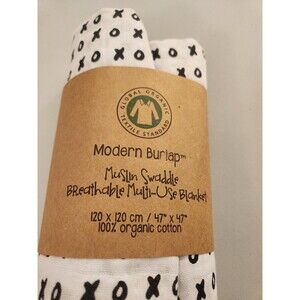 X O X O X O
GLOBAL ORGANIC
TEXTILE STANDARD
Modern Burlap™
Muslin Swaddle
Breathable Multi-Use Blanket
120 x 120 cm / 47" x 47"
100% organic cotton